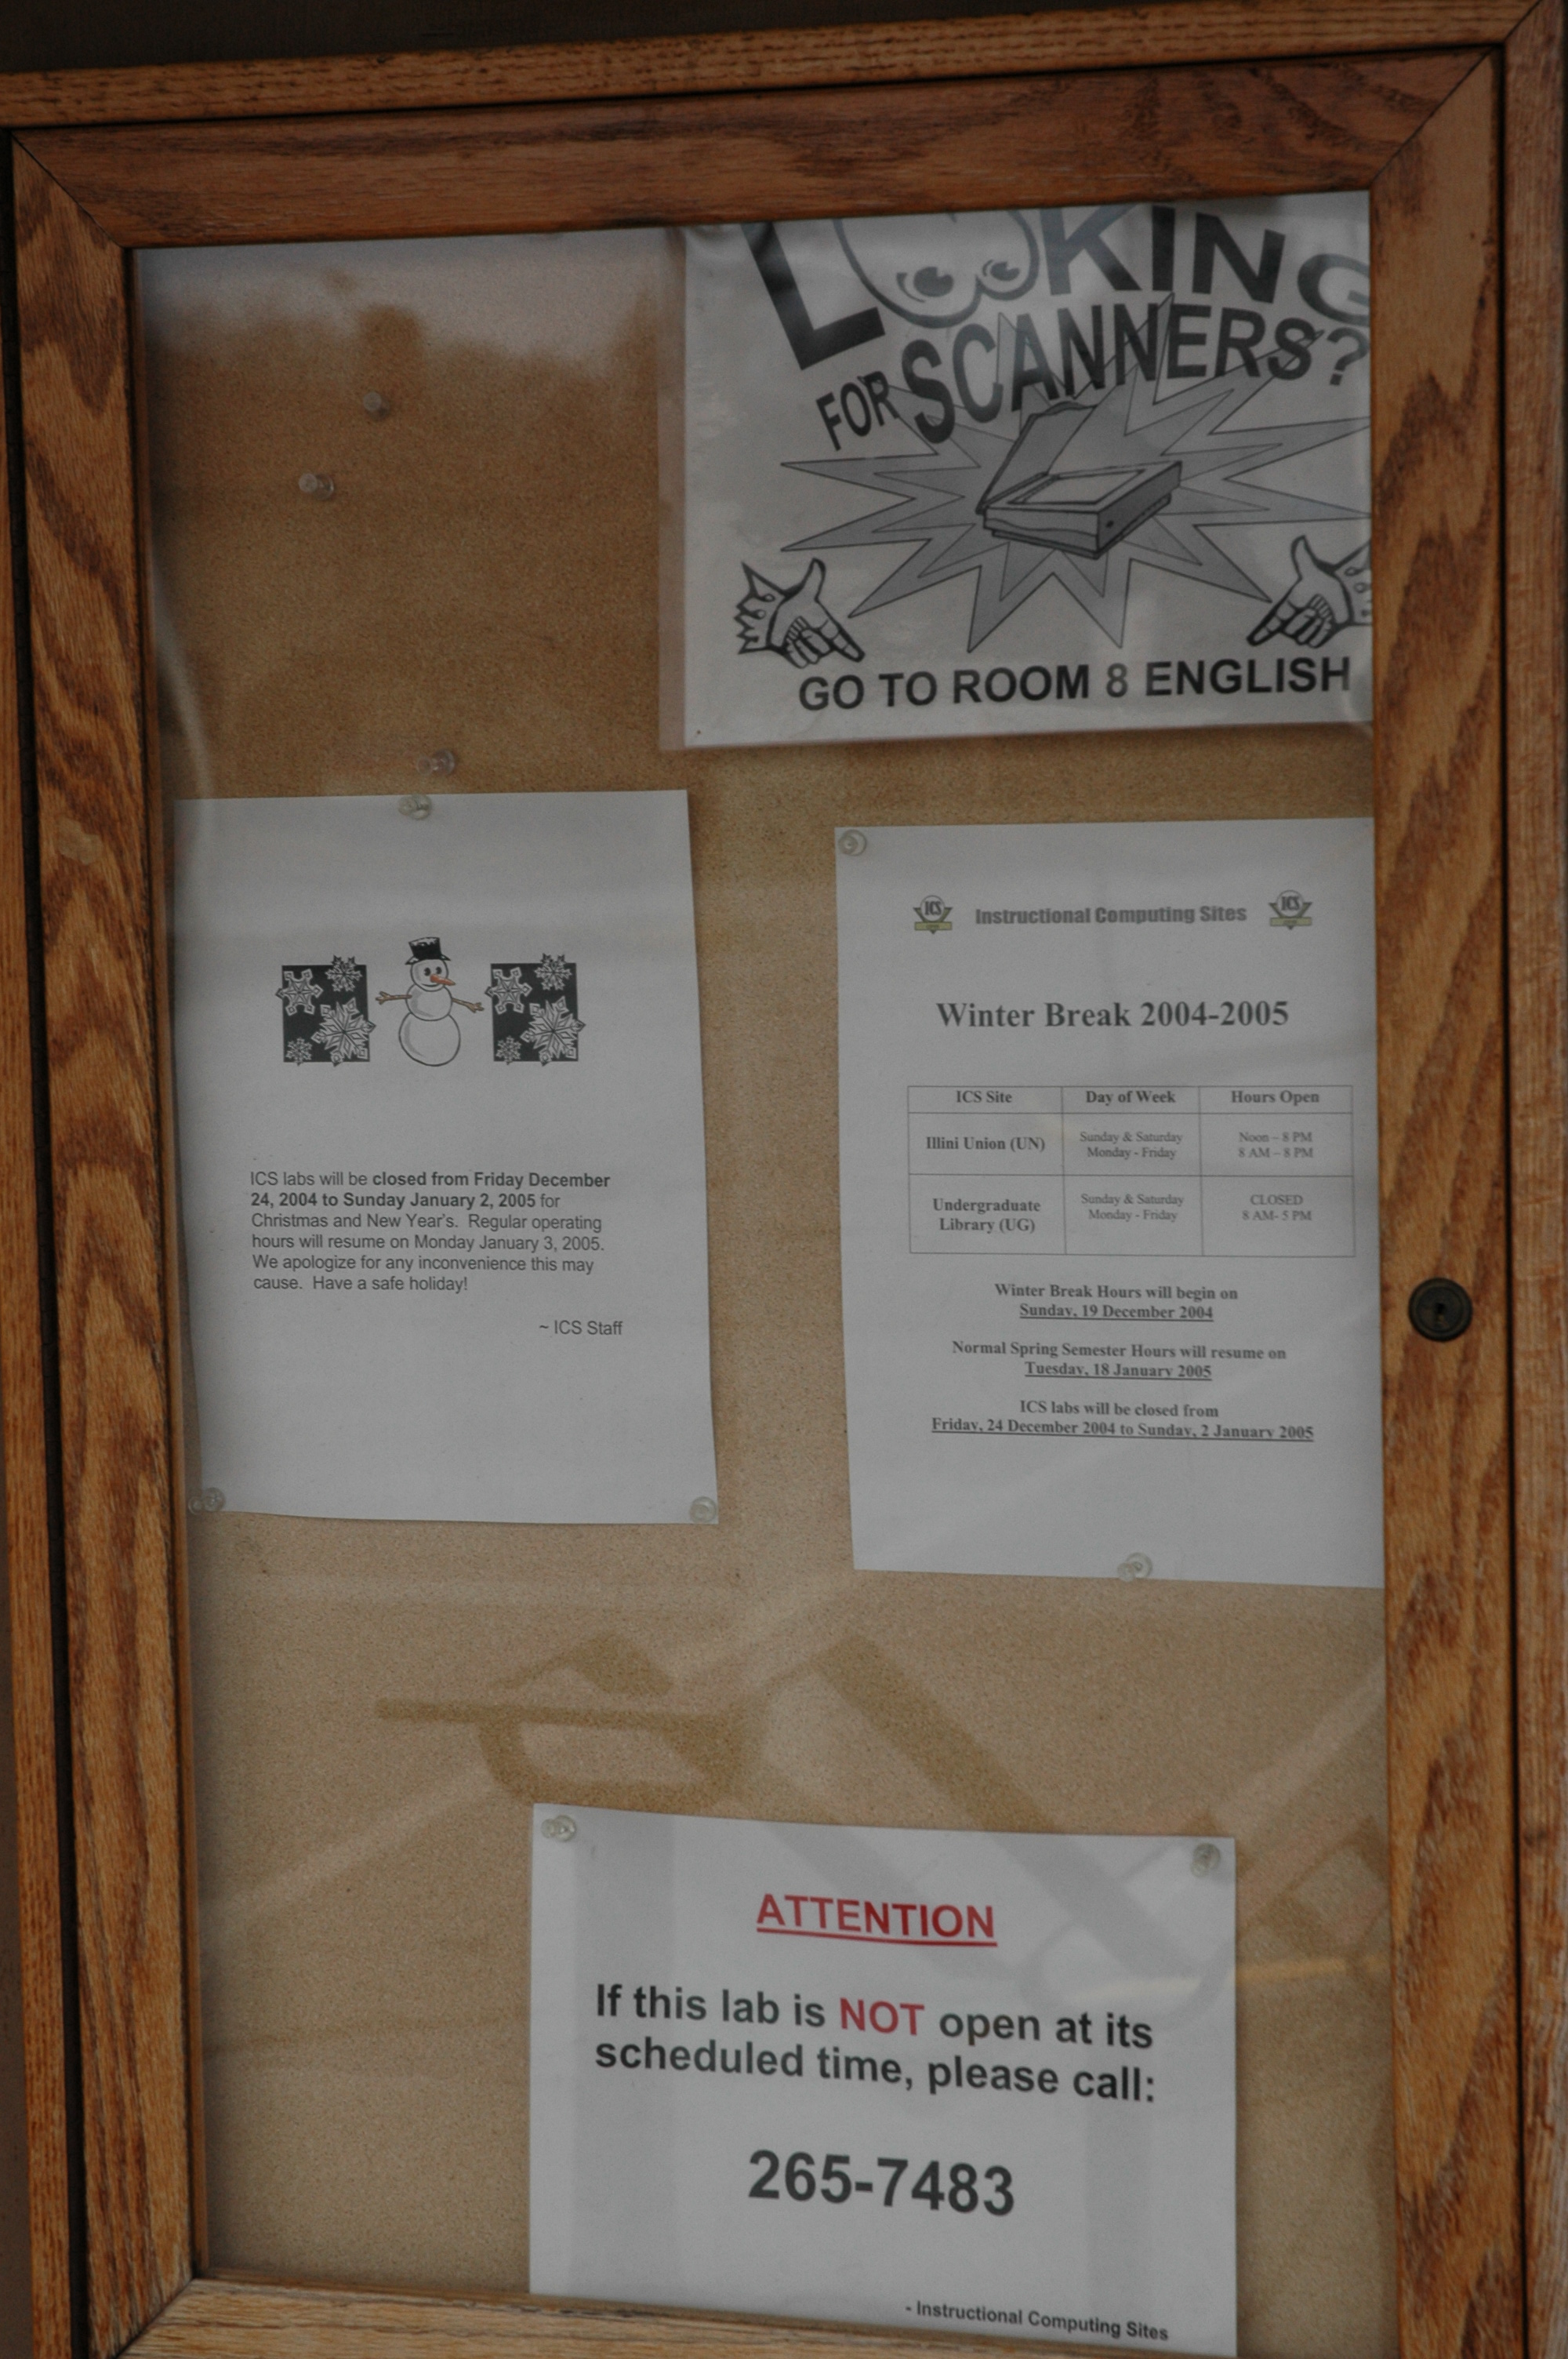 LOOKING
FOR SCANNERS?
GO TO ROOM 8 ENGLISH
ICS labs will be closed from Friday December
24, 2004 to Sunday January 2, 2005 for
Christmas and New Year's. Regular operating
hours will resume on Monday January 3, 2005.
We apologize for any inconvenience this may
cause. Have a safe holiday!
~ ICS Staff
ICS Instructional Computing Sites ICS
Winter Break 2004-2005
ICS Site Day of Week Hours Open
Illini Union (UN)
Sunday & Saturday Noon – 8 PM
Monday - Friday 8 AM – 8 PM
Undergraduate
Library (UG)
Sunday & Saturday CLOSED
Monday - Friday 8 AM- 5 PM
Winter Break Hours will begin on
Sunday, 19 December 2004
Normal Spring Semester Hours will resume on
Tuesday, 18 January 2005
ICS labs will be closed from
Friday, 24 December 2004 to Sunday, 2 January 2005
ATTENTION
If this lab is NOT open at its
scheduled time, please call:
265-7483
- Instructional Computing Sites